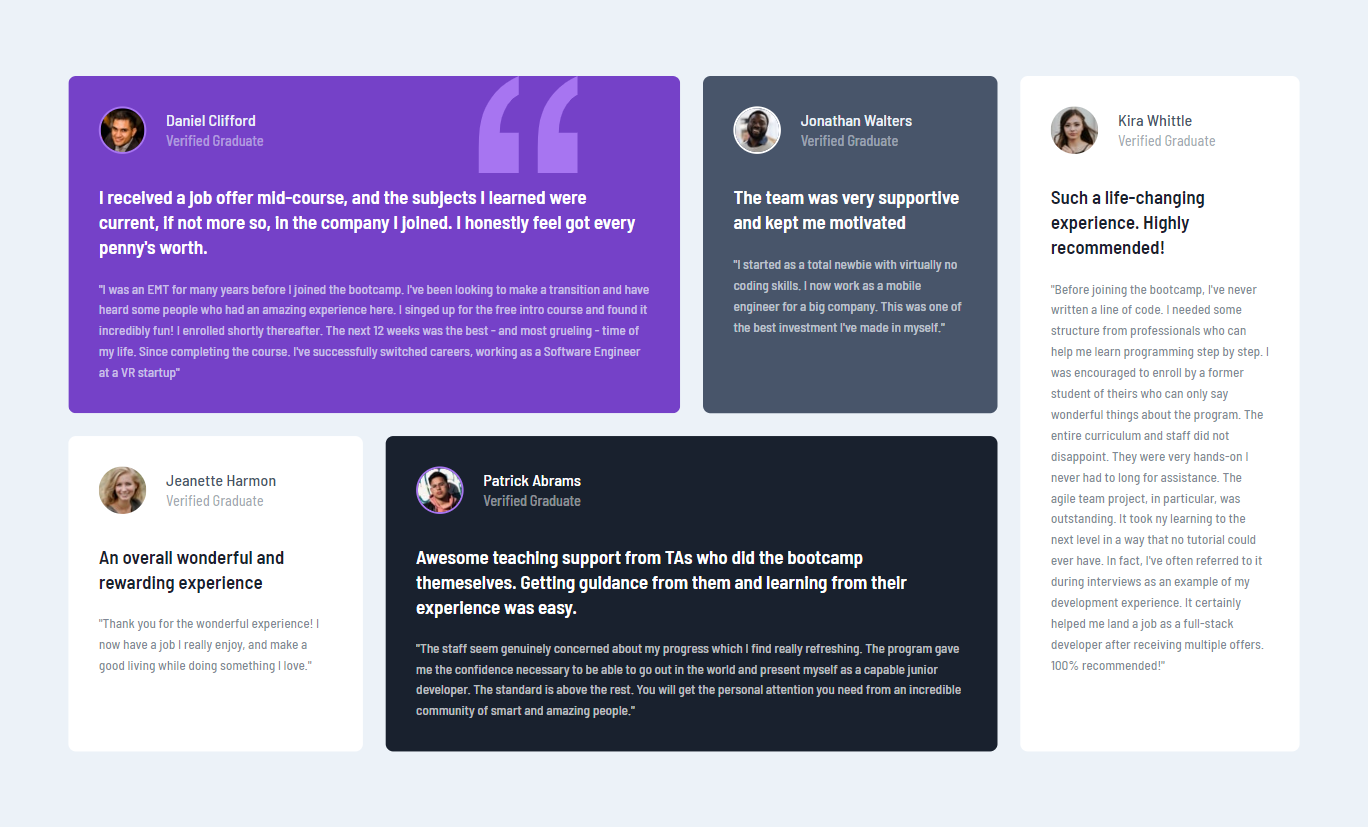 Daniel Clifford
Verified Graduate
I received a job offer mid-course, and the subjects I learned were
current, if not more so, in the company I joined. I honestly feel got every
penny's worth.
"I was an EMT for many years before I joined the bootcamp. I've been looking to make a transition and have
heard some people who had an amazing experience here. I singed up for the free intro course and found it
incredibly fun! I enrolled shortly thereafter. The next 12 weeks was the best - and most grueling - time of
my life. Since completing the course. I've successfully switched careers, working as a Software Engineer
at a VR startup"
Jonathan Walters
Verified Graduate
The team was very supportive
and kept me motivated
"I started as a total newbie with virtually no
coding skills. I now work as a mobile
engineer for a big company. This was one of
the best investment I've made in myself."
Kira Whittle
Verified Graduate
Such a life-changing
experience. Highly
recommended!
"Before joining the bootcamp, I've never
written a line of code. I needed some
structure from professionals who can
help me learn programming step by step. I
was encouraged to enroll by a former
student of theirs who can only say
wonderful things about the program. The
entire curriculum and staff did not
disappoint. They were very hands-on I
never had to long for assistance. The
agile team project, in particular, was
outstanding. It took ny learning to the
next level in a way that no tutorial could
ever have. In fact, I've often referred to it
during interviews as an example of my
development experience. It certainly
helped me land a job as a full-stack
developer after receiving multiple offers.
100% recommended!"
Jeanette Harmon
Verified Graduate
An overall wonderful and
rewarding experience
"Thank you for the wonderful experience! I
now have a job I really enjoy, and make a
good living while doing something I love."
Patrick Abrams
Verified Graduate
Awesome teaching support from TAs who did the bootcamp
themeselves. Getting guidance from them and learning from their
experience was easy.
"The staff seem genuinely concerned about my progress which I find really refreshing. The program gave
me the confidence necessary to be able to go out in the world and present myself as a capable junior
developer. The standard is above the rest. You will get the personal attention you need from an incredible
community of smart and amazing people."